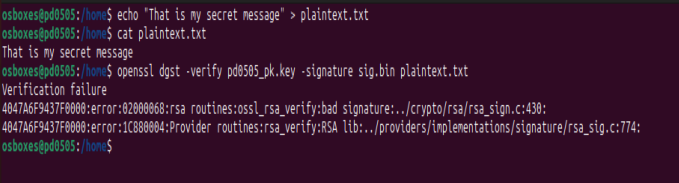 osboxes@pd0505:/home$ echo "That is my secret message" > plaintext.txt
osboxes@pd0505:/home$ cat plaintext.txt
That is my secret message
osboxes@pd0505:/home$ openssl dgst -verify pd0505_pk.key -signature sig.bin plaintext.txt
Verification failure
4047A6F9437F0000:error:02000068:rsa routines:ossl_rsa_verify:bad signature:../crypto/rsa/rsa_sign.c:430:
4047A6F9437F0000:error:1C880004:Provider routines:rsa_verify:RSA lib:../providers/implementations/signature/rsa_sig.c:774:
osboxes@pd0505:/home$